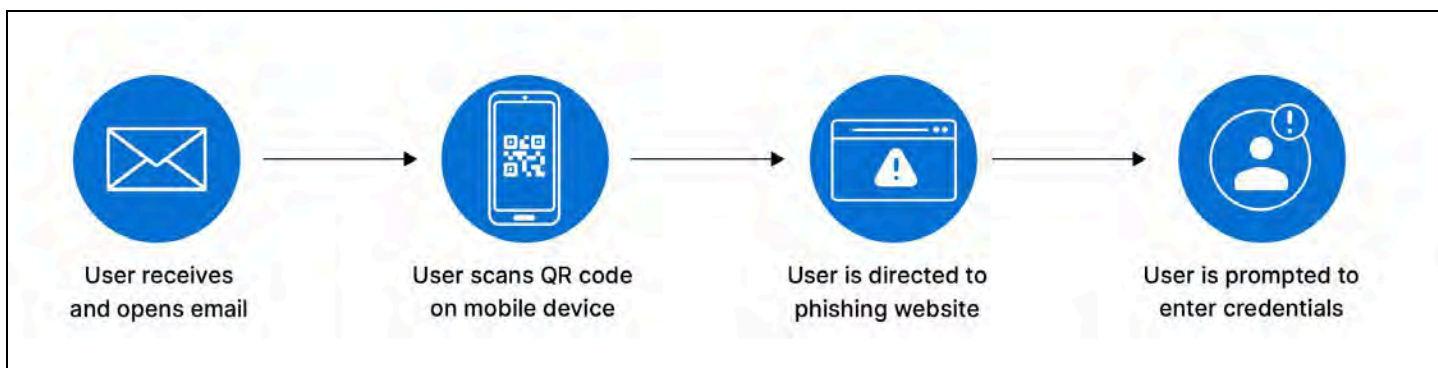 User receives
and opens email
User scans QR code
on mobile device
User is directed to
phishing website
User is prompted to
enter credentials